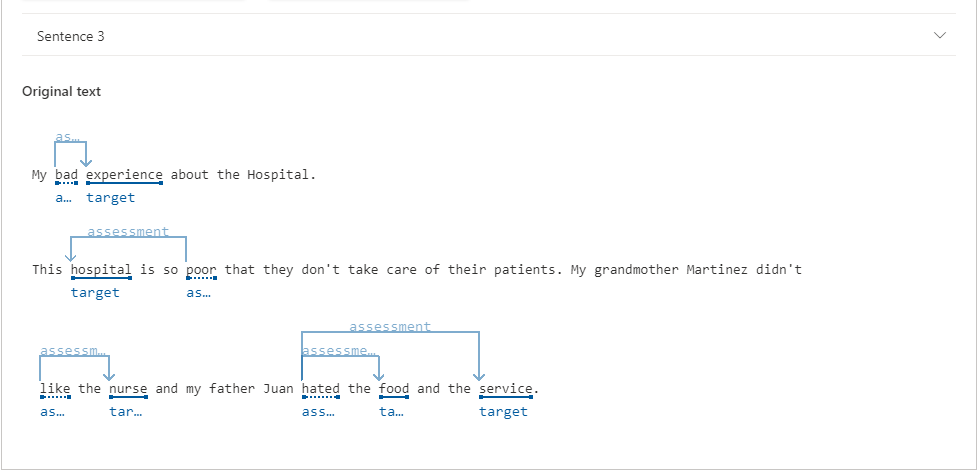 Sentence 3
Original text
as...
My bad experience about the Hospital.
a... target
assessment
This hospital is so poor that they don't take care of their patients. My grandmother Martinez didn't
target as...
assessment
assessm... assessme...
like the nurse and my father Juan hated the food and the service.
as... tar... ass... ta... target